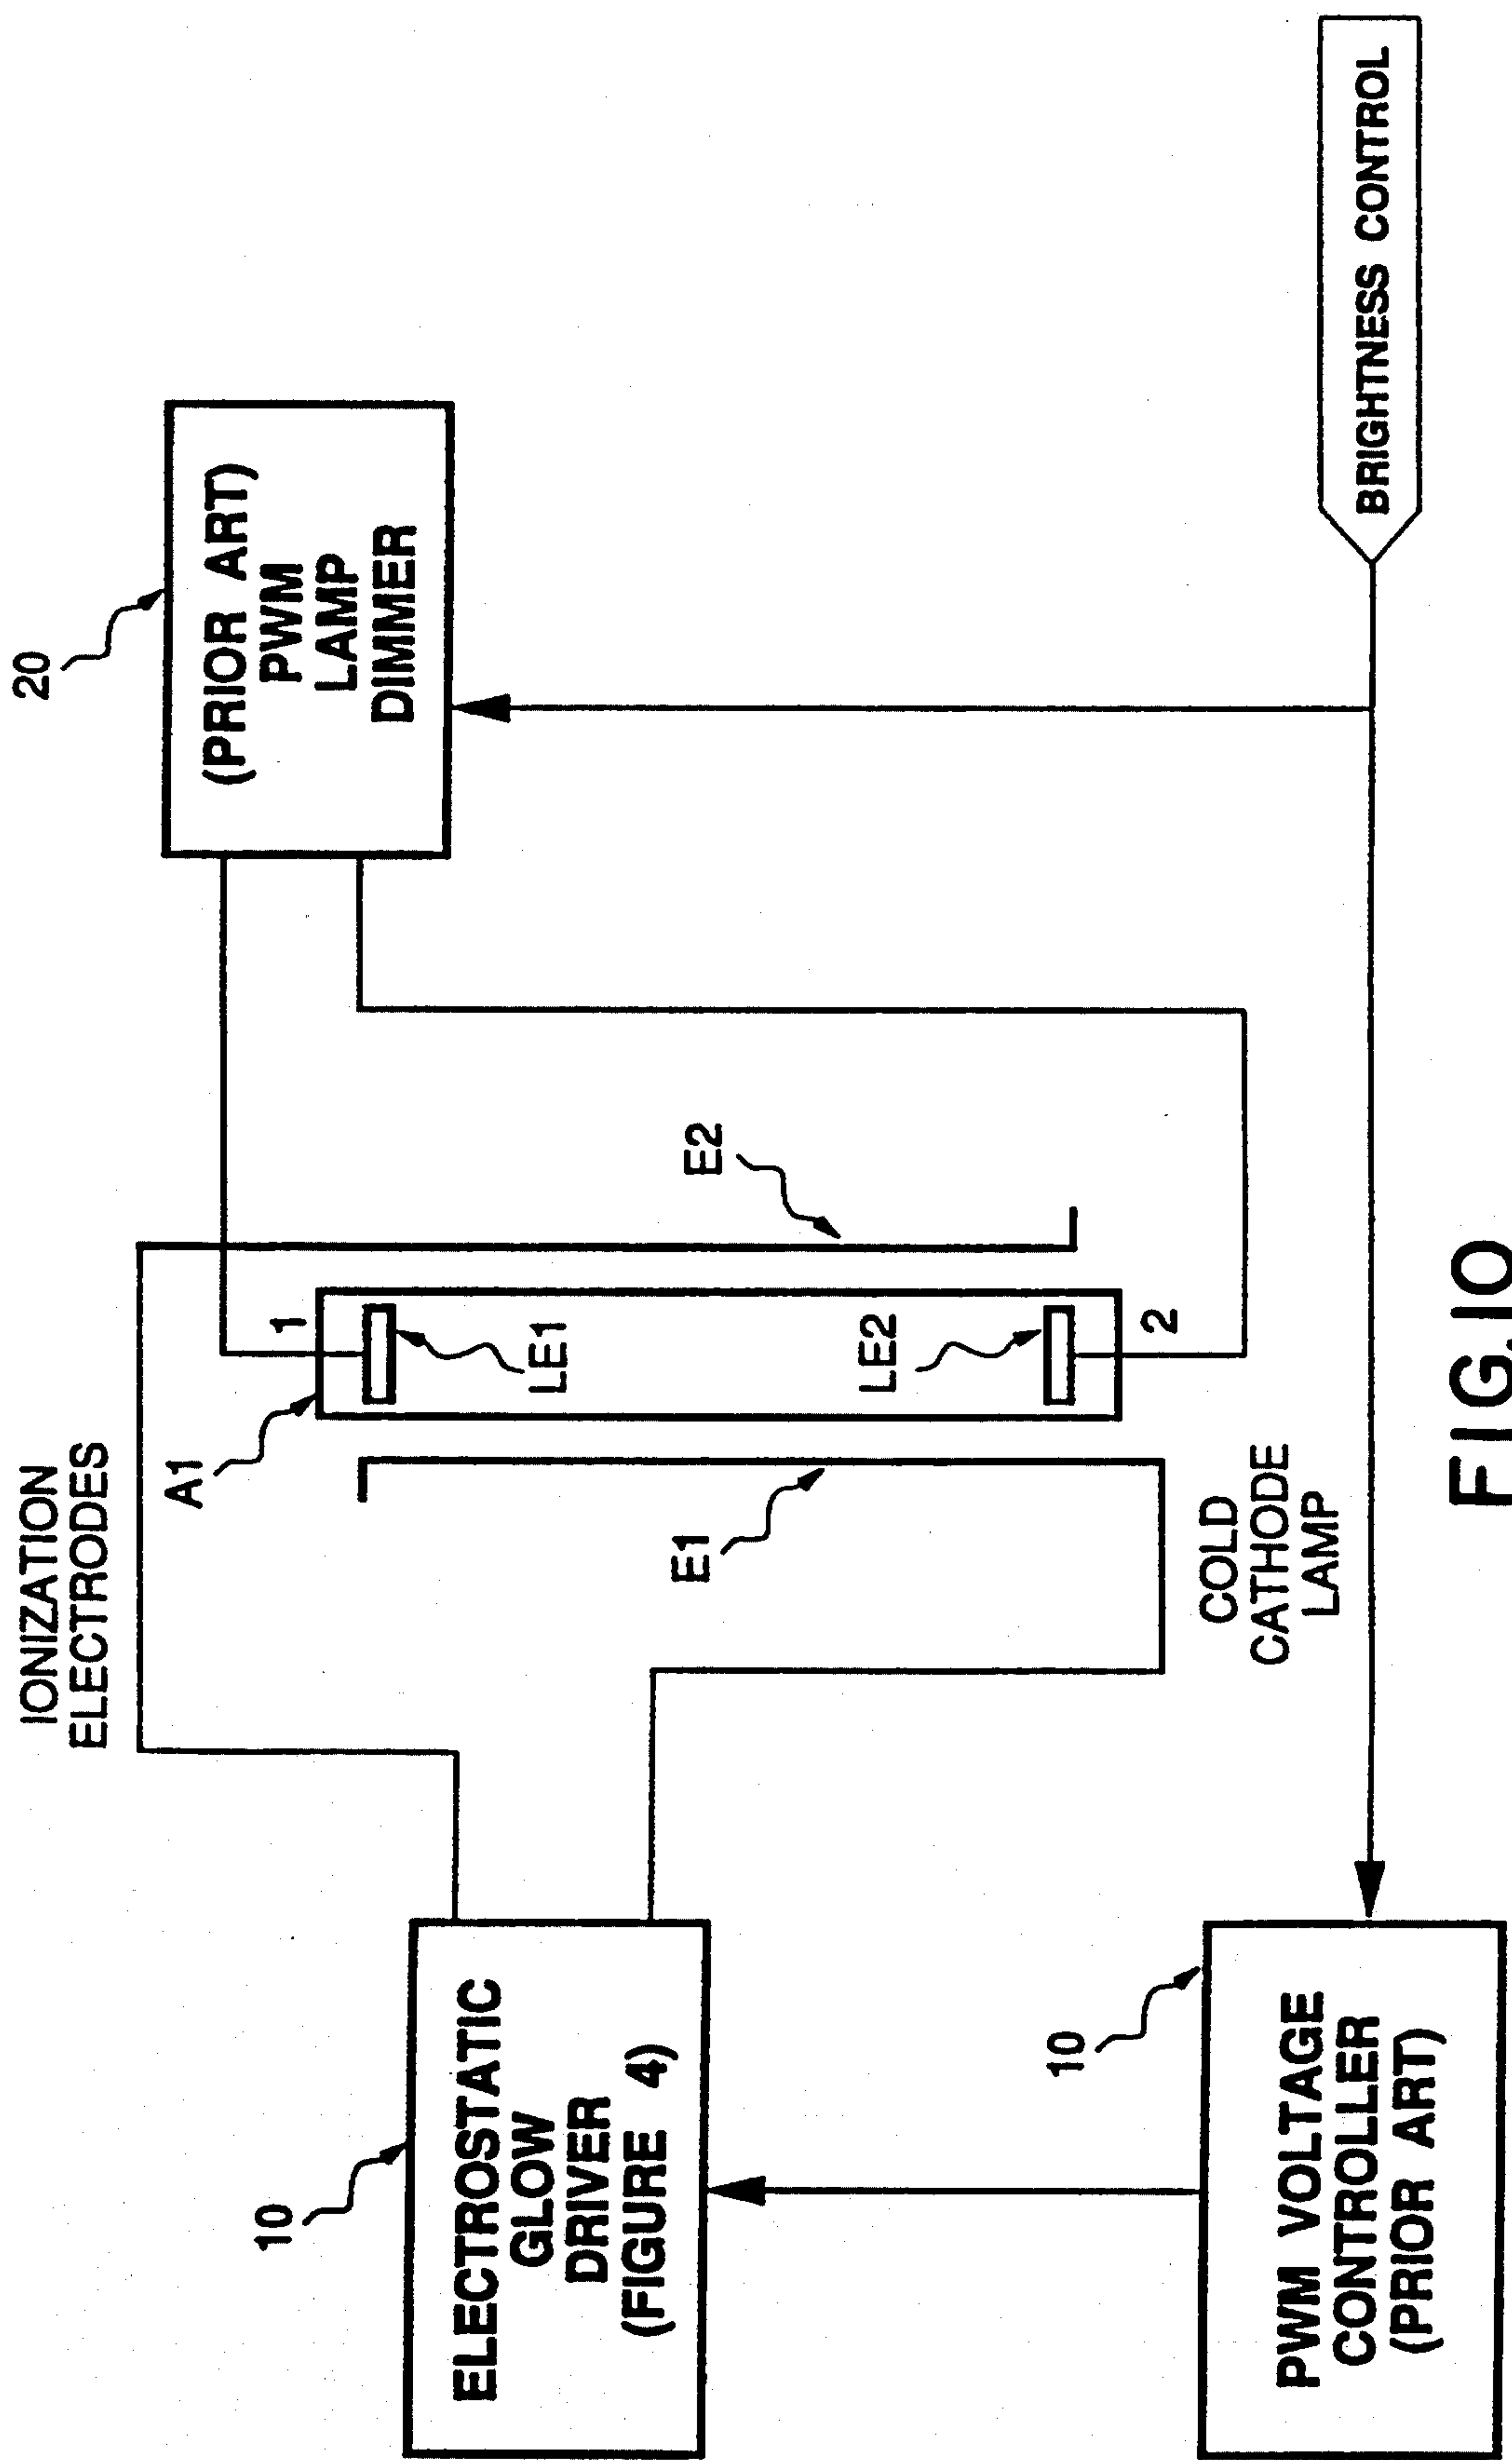 IONIZATION
ELECTRODES
20
(PRIOR ART)
PWM
LAMP
DIMMER
A1
1
LE1
E2
10
ELECTROSTATIC
GLOW
DRIVER
(FIGURE 4)
E1
LE2
2
COLD
CATHODE
LAMP
10
PWM VOLTAGE
CONTROLLER
(PRIOR ART)
BRIGHTNESS CONTROL
FIG.10